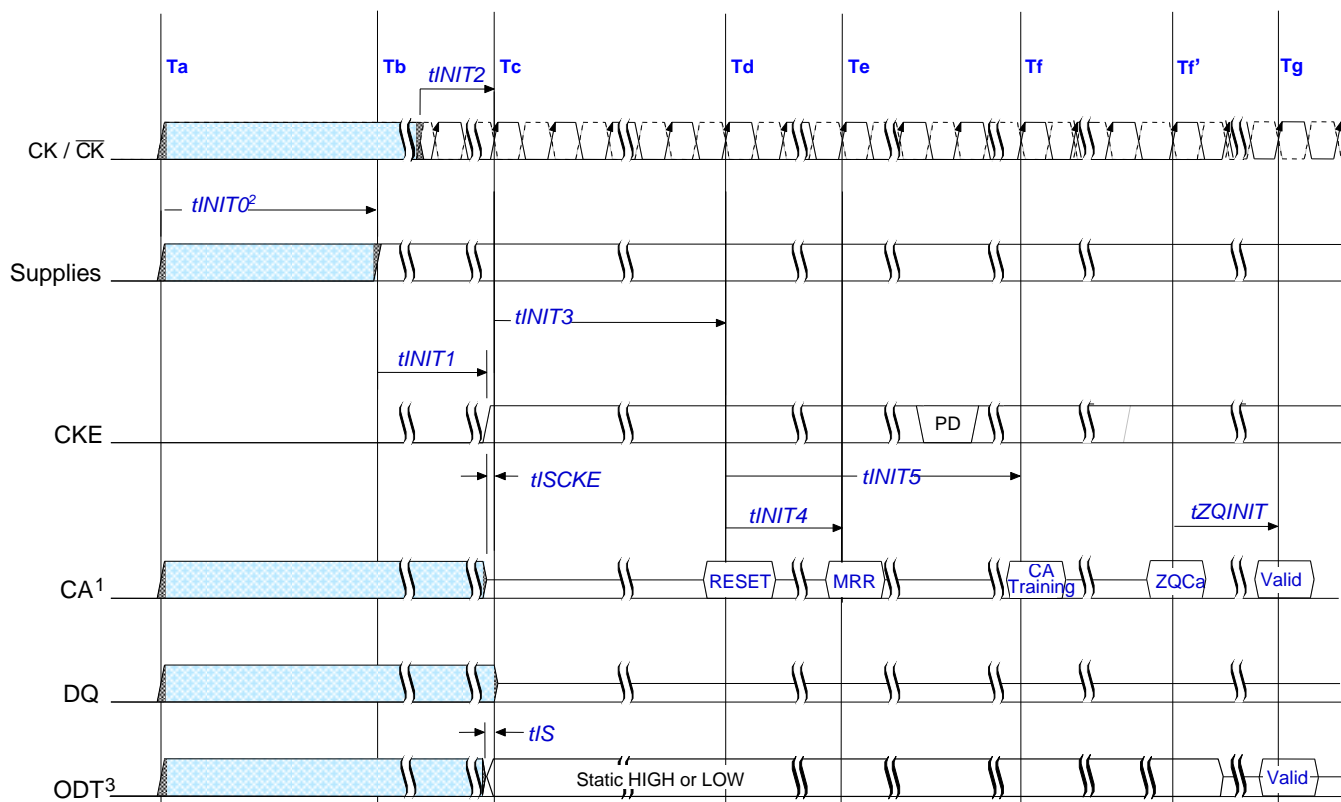 Ta Tb tINIT2 Tc Td Te Tf Tf’ Tg
CK / CK
tINIT0²
Supplies
tINIT3
tINIT1
CKE PD
tISCKE tINIT5
tINIT4 tZQINIT
CA¹ RESET MRR CA Training ZQCa Valid
DQ
tIS
ODT³ Static HIGH or LOW Valid